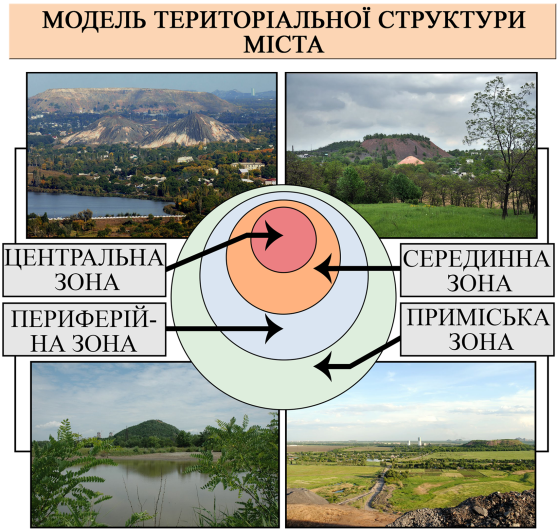 МОДЕЛЬ ТЕРИТОРІАЛЬНОЇ СТРУКТУРИ
МІСТА
ЦЕНТРАЛЬНА
ЗОНА
СЕРЕДИННА
ЗОНА
ПЕРИФЕРІЙ-
НА ЗОНА
ПРИМІСЬКА
ЗОНА